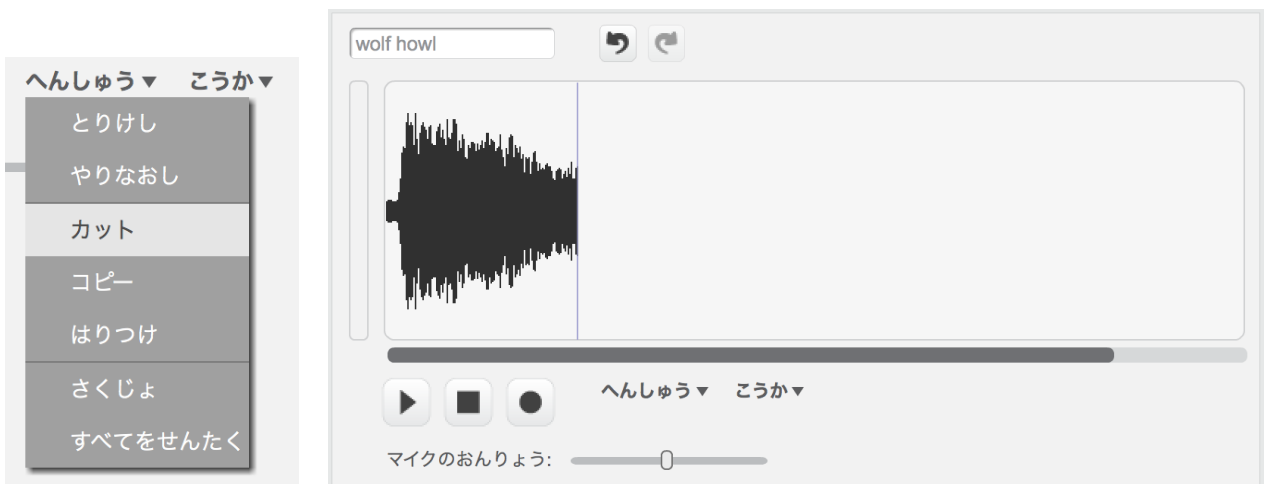 へんしゅう▼ こうか▼
とりけし
やりなおし
カット
コピー
はりつけ
さくじょ
すべてをせんたく
wolf howl
へんしゅう▼ こうか▼
マイクのおんりょう: